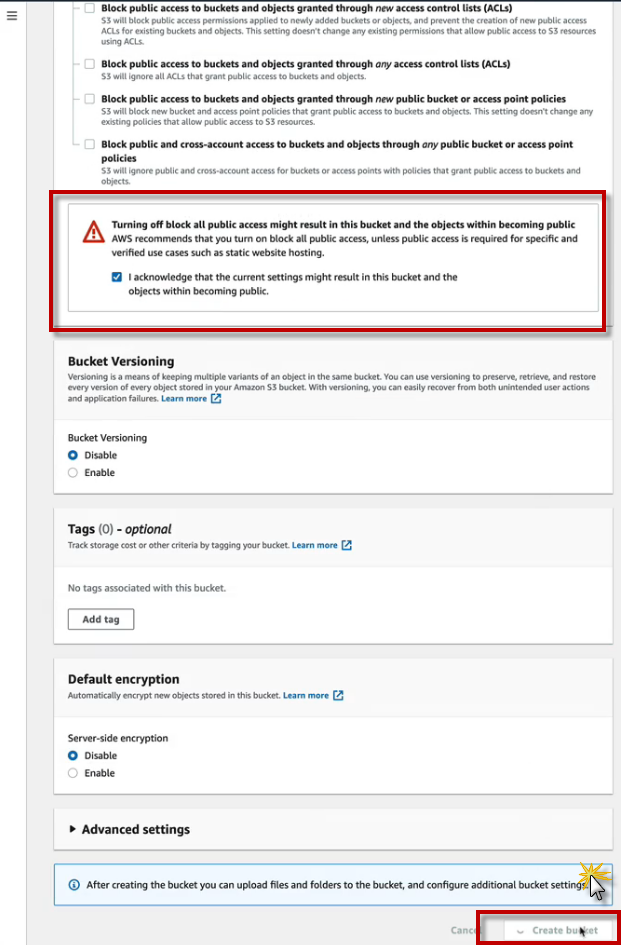 Block public access to buckets and objects granted through new access control lists (ACLs)
S3 will block public access permissions applied to newly added buckets or objects, and prevent the creation of new public access
ACLs for existing buckets and objects. This setting doesn't change any existing permissions that allow public access to S3 resources
using ACLs.
Block public access to buckets and objects granted through any access control lists (ACLs)
S3 will ignore all ACLs that grant public access to buckets and objects.
Block public access to buckets and objects granted through new public bucket or access point policies
S3 will block new bucket and access point policies that grant public access to buckets and objects. This setting doesn't change any
existing policies that allow public access to S3 resources.
Block public and cross-account access to buckets and objects through any public bucket or access point
policies
S3 will ignore public and cross-account access for buckets or access points with policies that grant public access to buckets and
objects.
Turning off block all public access might result in this bucket and the objects within becoming public
AWS recommends that you turn on block all public access, unless public access is required for specific and
verified use cases such as static website hosting.
I acknowledge that the current settings might result in this bucket and the
objects within becoming public.
Bucket Versioning
Versioning is a means of keeping multiple variants of an object in the same bucket. You can use versioning to preserve, retrieve, and restore
every version of every object stored in your Amazon S3 bucket. With versioning, you can easily recover from both unintended user actions
and application failures. Learn more
Bucket Versioning
Disable
Enable
Tags (0) - optional
Track storage cost or other criteria by tagging your bucket. Learn more
No tags associated with this bucket.
Add tag
Default encryption
Automatically encrypt new objects stored in this bucket. Learn more
Server-side encryption
Disable
Enable
Advanced settings
After creating the bucket you can upload files and folders to the bucket, and configure additional bucket settings.
Cancel Create bucket